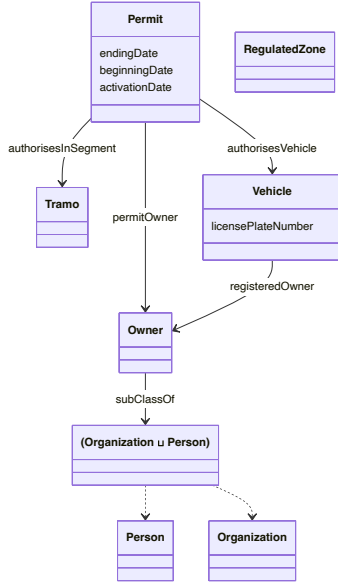 Permit
endingDate
beginningDate
activationDate
RegulatedZone
authorisesInSegment
authorisesVehicle
Tramo
Vehicle
licensePlateNumber
permitOwner
registeredOwner
Owner
subClassOf
(Organization ⊔ Person)
Person
Organization